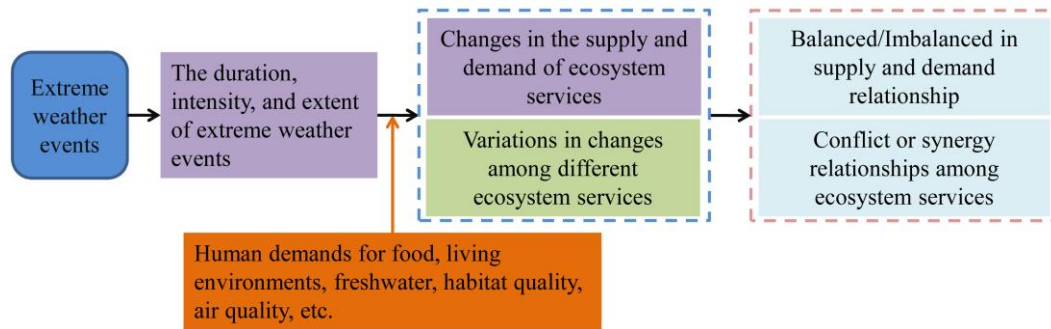 Extreme
weather
events
The duration,
intensity, and extent
of extreme weather
events
Changes in the supply and
demand of ecosystem
services
Variations in changes
among different
ecosystem services
Balanced/Imbalanced in
supply and demand
relationship
Conflict or synergy
relationships among
ecosystem services
Human demands for food, living
environments, freshwater, habitat quality,
air quality, etc.